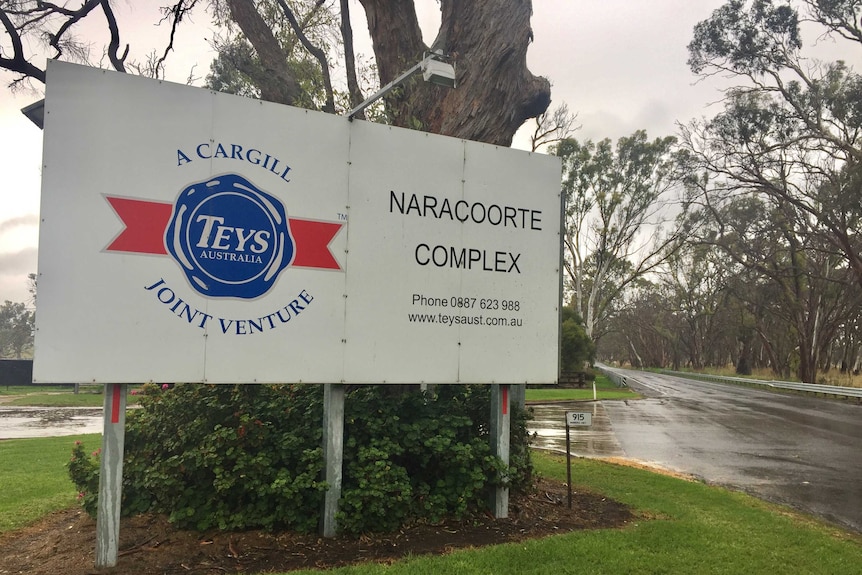 A CARGILL
TEYS
AUSTRALIA
JOINT VENTURE
TM
NARACOORTE
COMPLEX
Phone 0887 623 988
www.teysaust.com.au
915